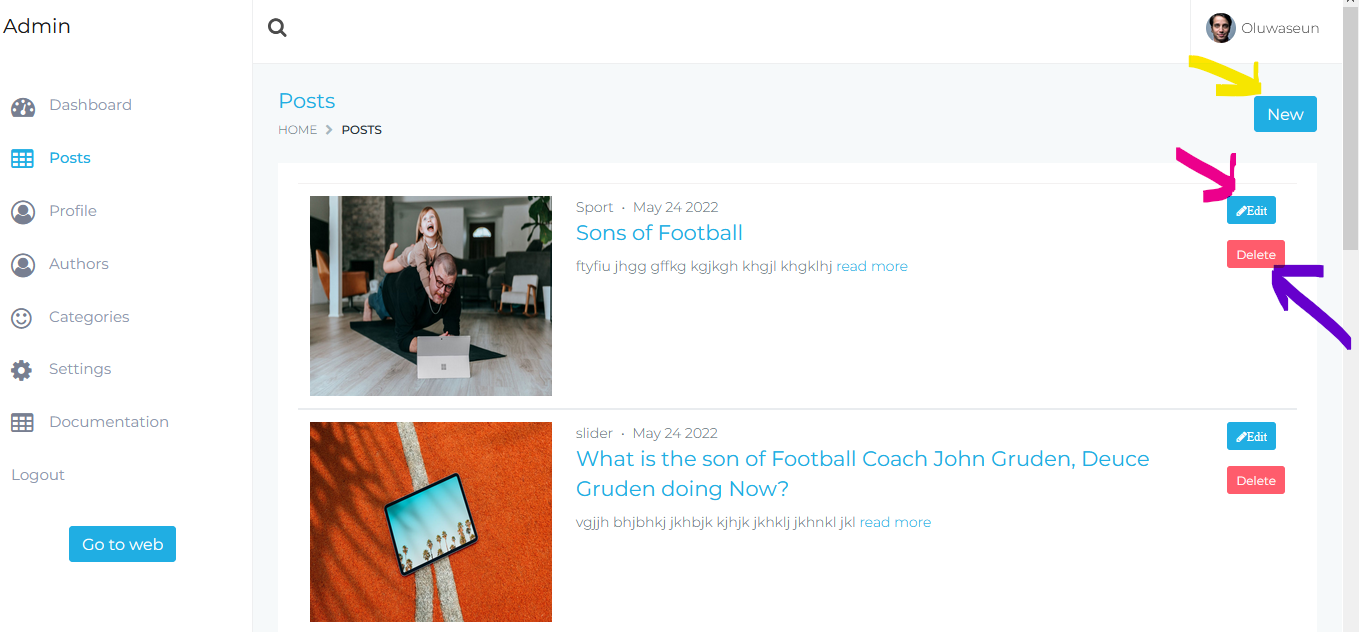 Admin
Oluwaseun
Dashboard
Posts
Profile
Authors
Categories
Settings
Documentation
Logout
Go to web
Posts
HOME > POSTS
New
Sport • May 24 2022
Sons of Football
ftyfiu jhgg gffkg kgjkgh khgjl khgklhj read more
Edit
Delete
slider • May 24 2022
What is the son of Football Coach John Gruden, Deuce
Gruden doing Now?
vgjjh bhjbhkj jkhbjk kjhjk jkhklj jkhnkl jkl read more
Edit
Delete